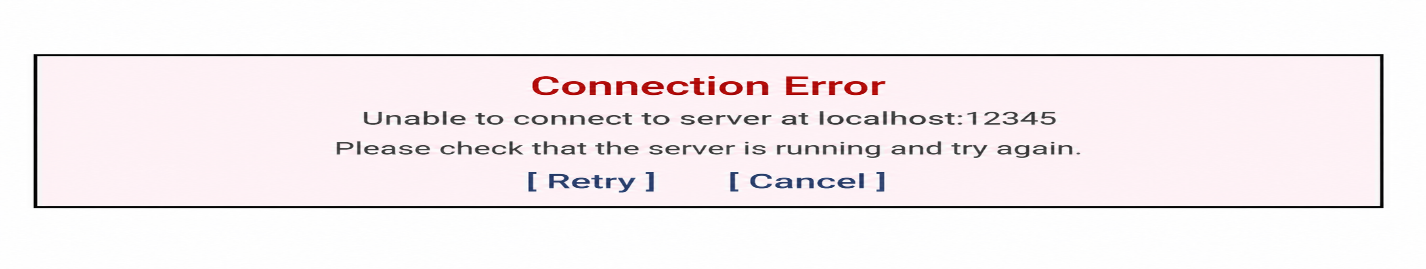 Connection Error
Unable to connect to server at localhost:12345
Please check that the server is running and try again.
[ Retry ] [ Cancel ]